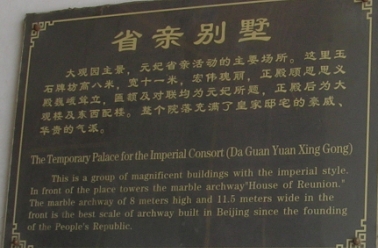 省亲别墅
大观园主景，元妃省亲活动的主要场所。这里玉
石牌坊高八米，宽十一米，宏伟瑰丽，正殿顾恩思义
殿巍峨耸立，匾额及对联均为元妃所题，正殿后为大
观楼及东西配楼。整个院落充满了皇家邸宅的豪威、
华贵的气派。
The Temporary Palace for the Imperial Consort (Da Guan Yuan Xing Gong)
This is a group of magnificent buildings with the imperial style.
In front of the place towers the marble archway"House of Reunion."
The marble archway of 8 meters high and 11.5 meters wide in the
front is the best scale of archway built in Beijing since the founding
of the People's Republic.